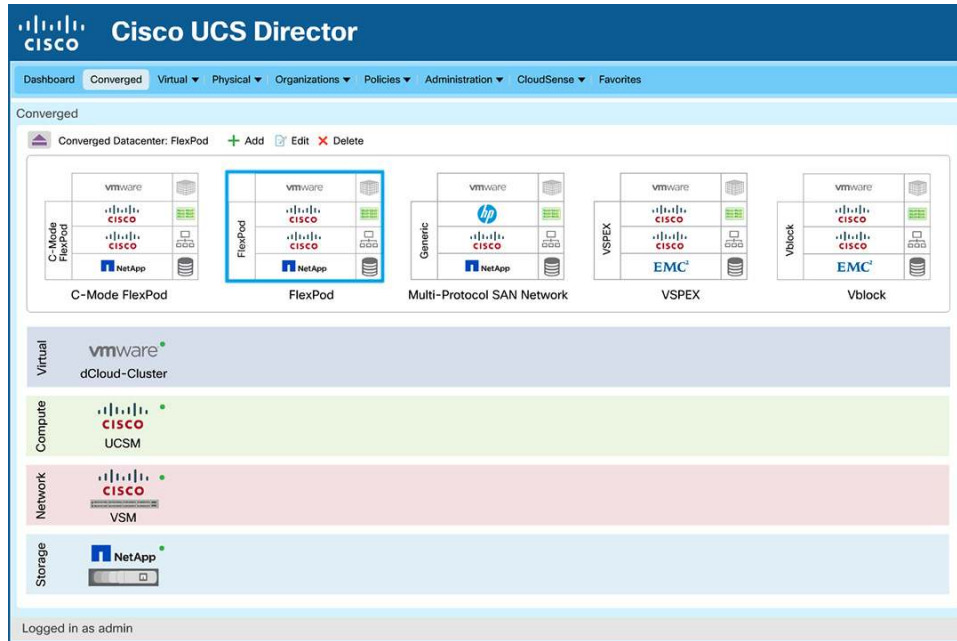 CISCO
Cisco UCS Director
Dashboard Converged Virtual Physical Organizations Policies Administration CloudSense Favorites
Converged
Converged Datacenter: FlexPod Add Edit Delete
C-Mode FlexPod
vmware
CISCO
CISCO
NetApp
C-Mode FlexPod
FlexPod
vmware
CISCO
CISCO
NetApp
FlexPod
Generic
vmware
hp
CISCO
NetApp
Multi-Protocol SAN Network
VSPEX
vmware
CISCO
CISCO
EMC²
VSPEX
Vblock
vmware
CISCO
CISCO
EMC²
Vblock
Virtual
vmware
dCloud-Cluster
Compute
CISCO
UCSM
Network
CISCO
VSM
Storage
NetApp
Logged in as admin